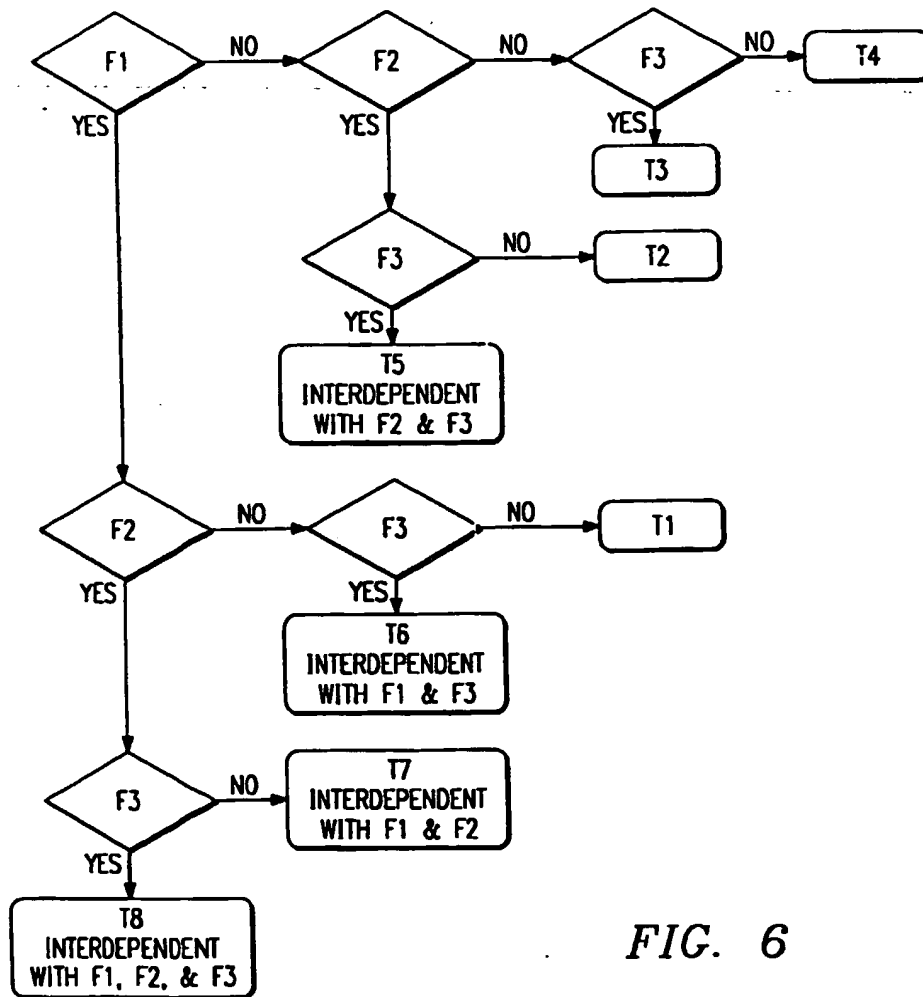 F1
NO
F2
NO
F3
NO
T4
YES
YES
YES
T3
F3
NO
T2
YES
T5
INTERDEPENDENT
WITH F2 & F3
F2
NO
F3
NO
T1
YES
YES
T6
INTERDEPENDENT
WITH F1 & F3
F3
NO
T7
INTERDEPENDENT
WITH F1 & F2
YES
T8
INTERDEPENDENT
WITH F1, F2, & F3
FIG. 6